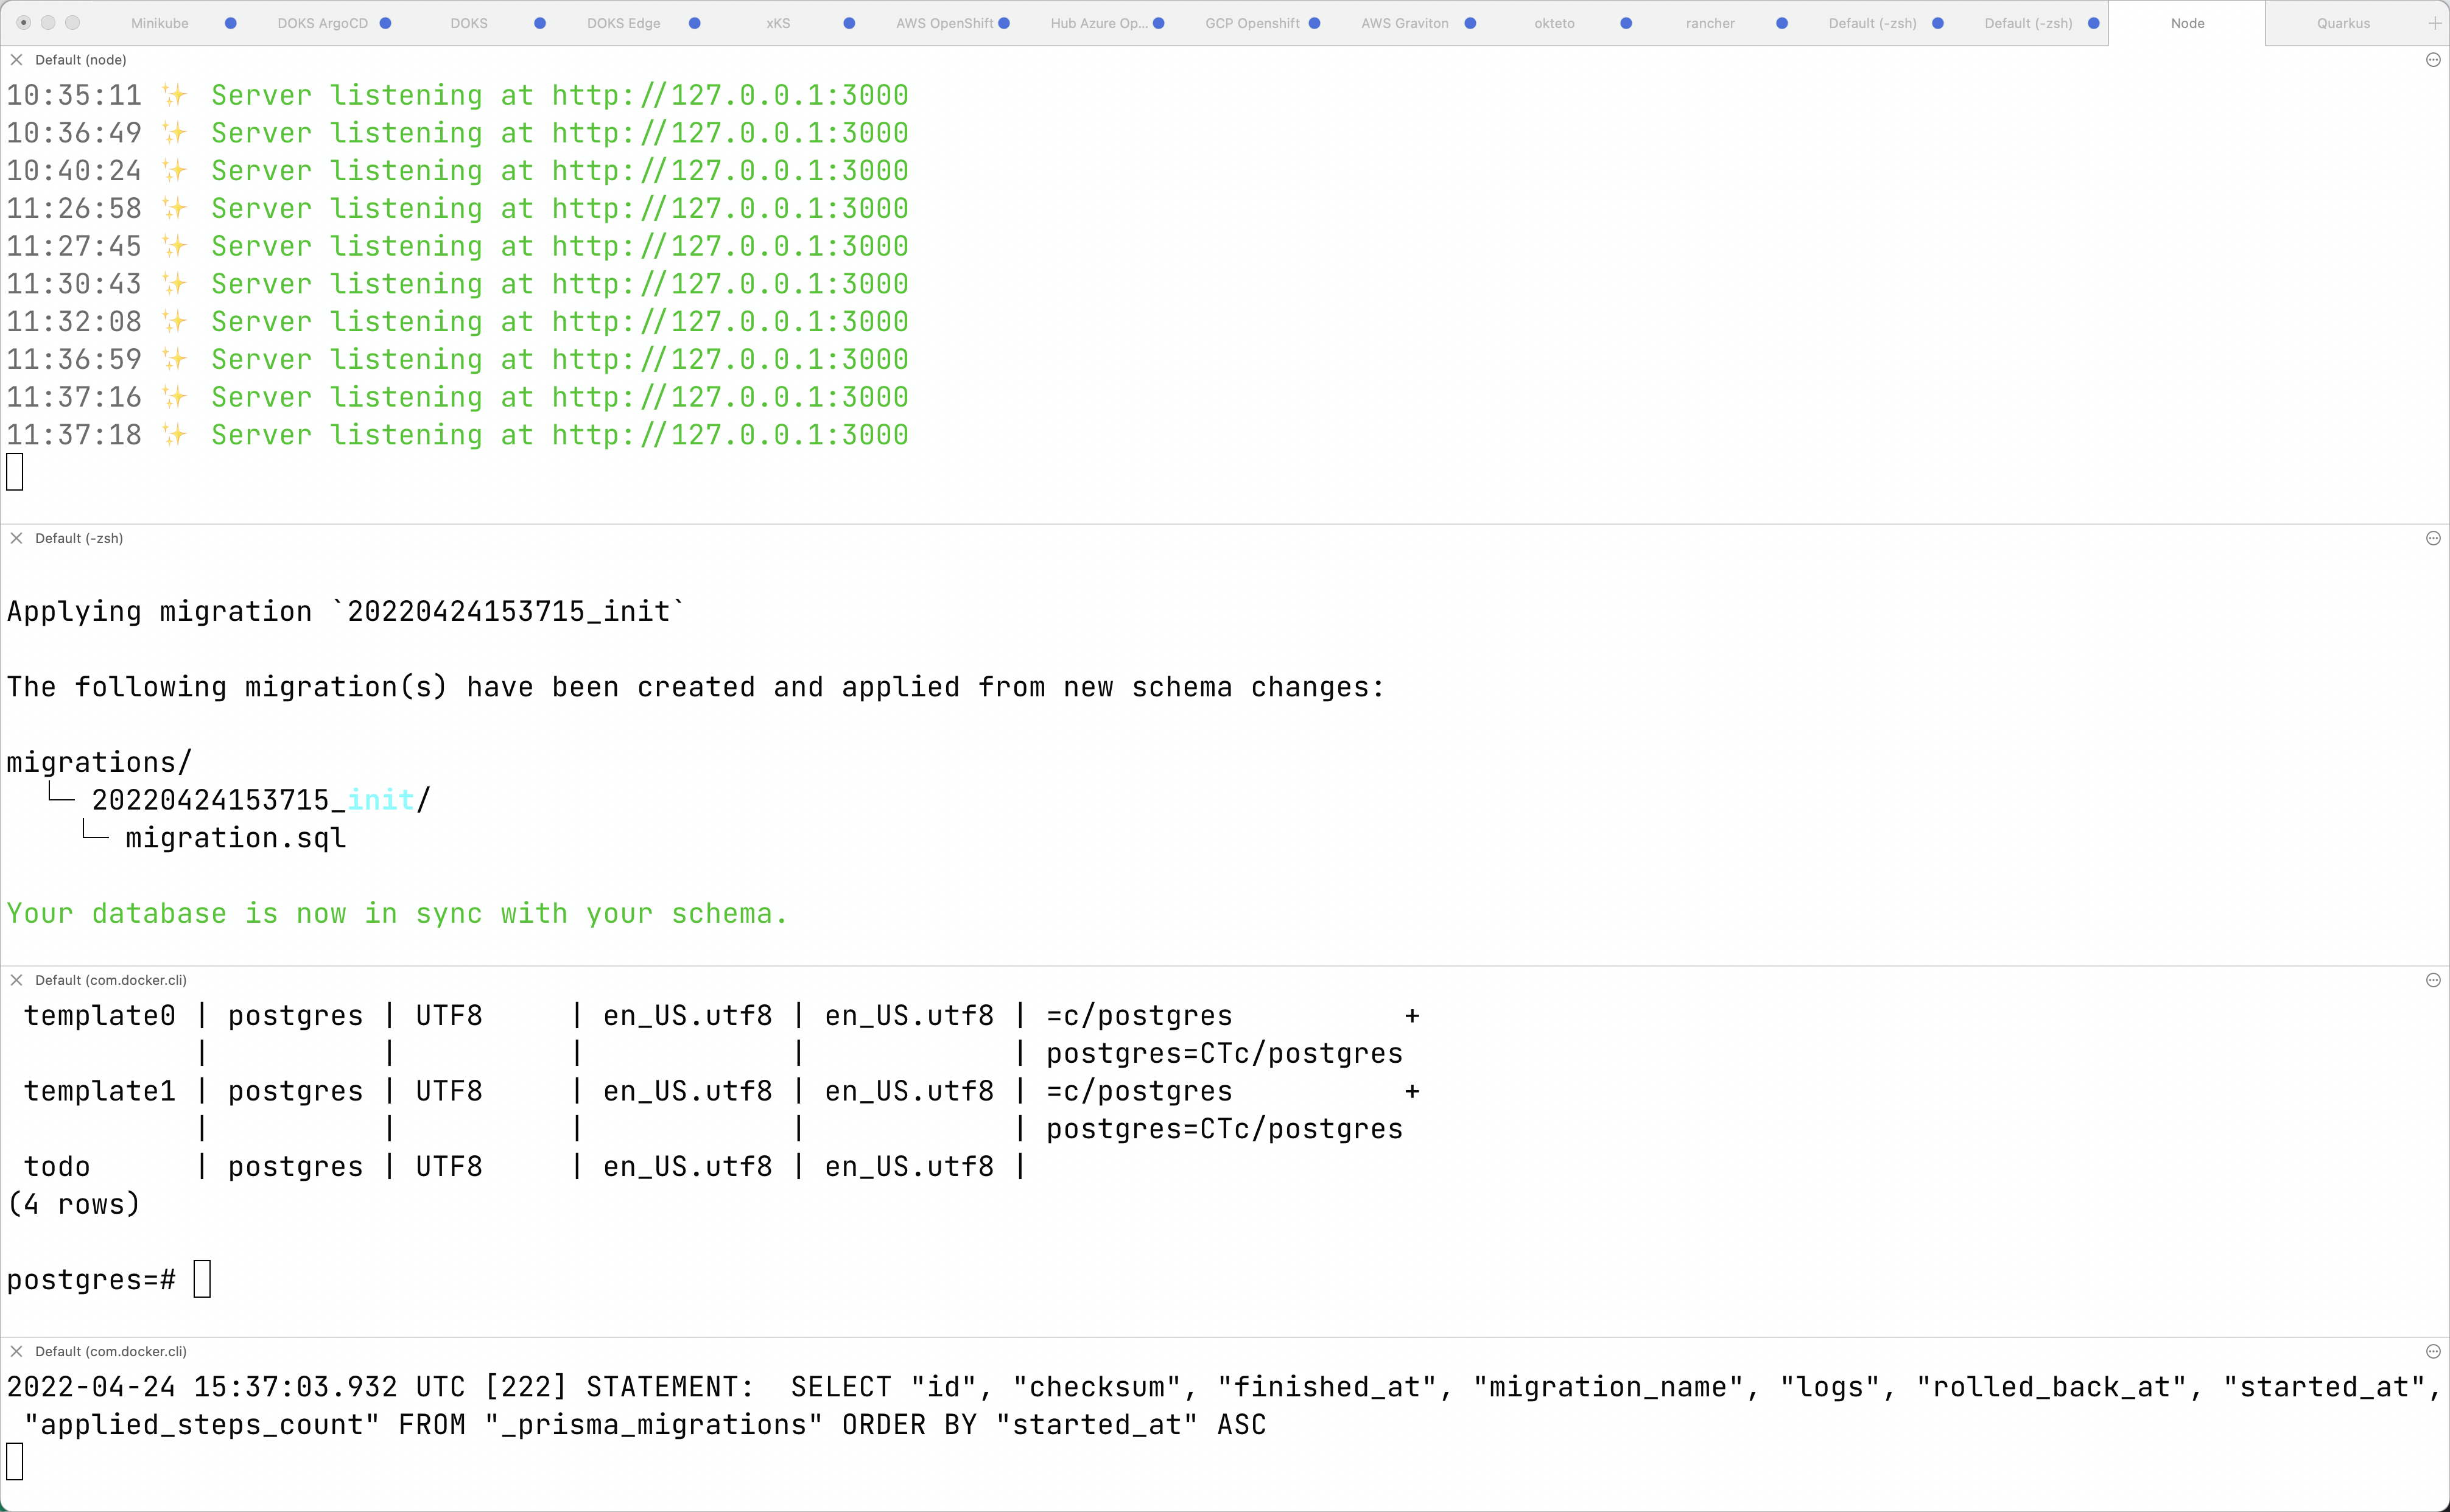 Minikube DOKS ArgoCD DOKS DOKS Edge xKS AWS OpenShift Hub Azure Op... GCP Openshift AWS Graviton okteto rancher Default (-zsh) Default (-zsh) Node Quarkus
Default (node)
10:35:11 ✨ Server listening at http://127.0.0.1:3000
10:36:49 ✨ Server listening at http://127.0.0.1:3000
10:40:24 ✨ Server listening at http://127.0.0.1:3000
11:26:58 ✨ Server listening at http://127.0.0.1:3000
11:27:45 ✨ Server listening at http://127.0.0.1:3000
11:30:43 ✨ Server listening at http://127.0.0.1:3000
11:32:08 ✨ Server listening at http://127.0.0.1:3000
11:36:59 ✨ Server listening at http://127.0.0.1:3000
11:37:16 ✨ Server listening at http://127.0.0.1:3000
11:37:18 ✨ Server listening at http://127.0.0.1:3000
Default (-zsh)
Applying migration `20220424153715_init`
The following migration(s) have been created and applied from new schema changes:
migrations/
└─ 20220424153715_init/
└─ migration.sql
Your database is now in sync with your schema.
Default (com.docker.cli)
template0 | postgres | UTF8 | en_US.utf8 | en_US.utf8 | =c/postgres +
| | | | | postgres=CTc/postgres
template1 | postgres | UTF8 | en_US.utf8 | en_US.utf8 | =c/postgres +
| | | | | postgres=CTc/postgres
todo | postgres | UTF8 | en_US.utf8 | en_US.utf8 |
(4 rows)
postgres=#
Default (com.docker.cli)
2022-04-24 15:37:03.932 UTC [222] STATEMENT:  SELECT "id", "checksum", "finished_at", "migration_name", "logs", "rolled_back_at", "started_at",
"applied_steps_count" FROM "_prisma_migrations" ORDER BY "started_at" ASC